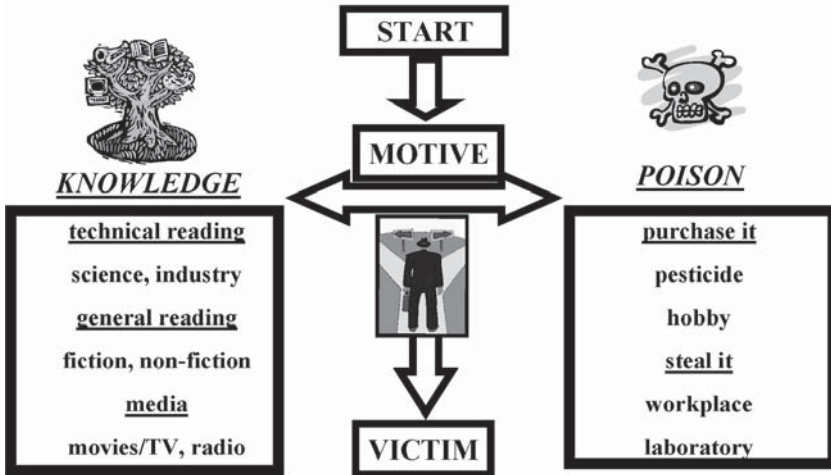 START
MOTIVE
KNOWLEDGE
technical reading
science, industry
general reading
fiction, non-fiction
media
movies/TV, radio
POISON
purchase it
pesticide
hobby
steal it
workplace
laboratory
VICTIM